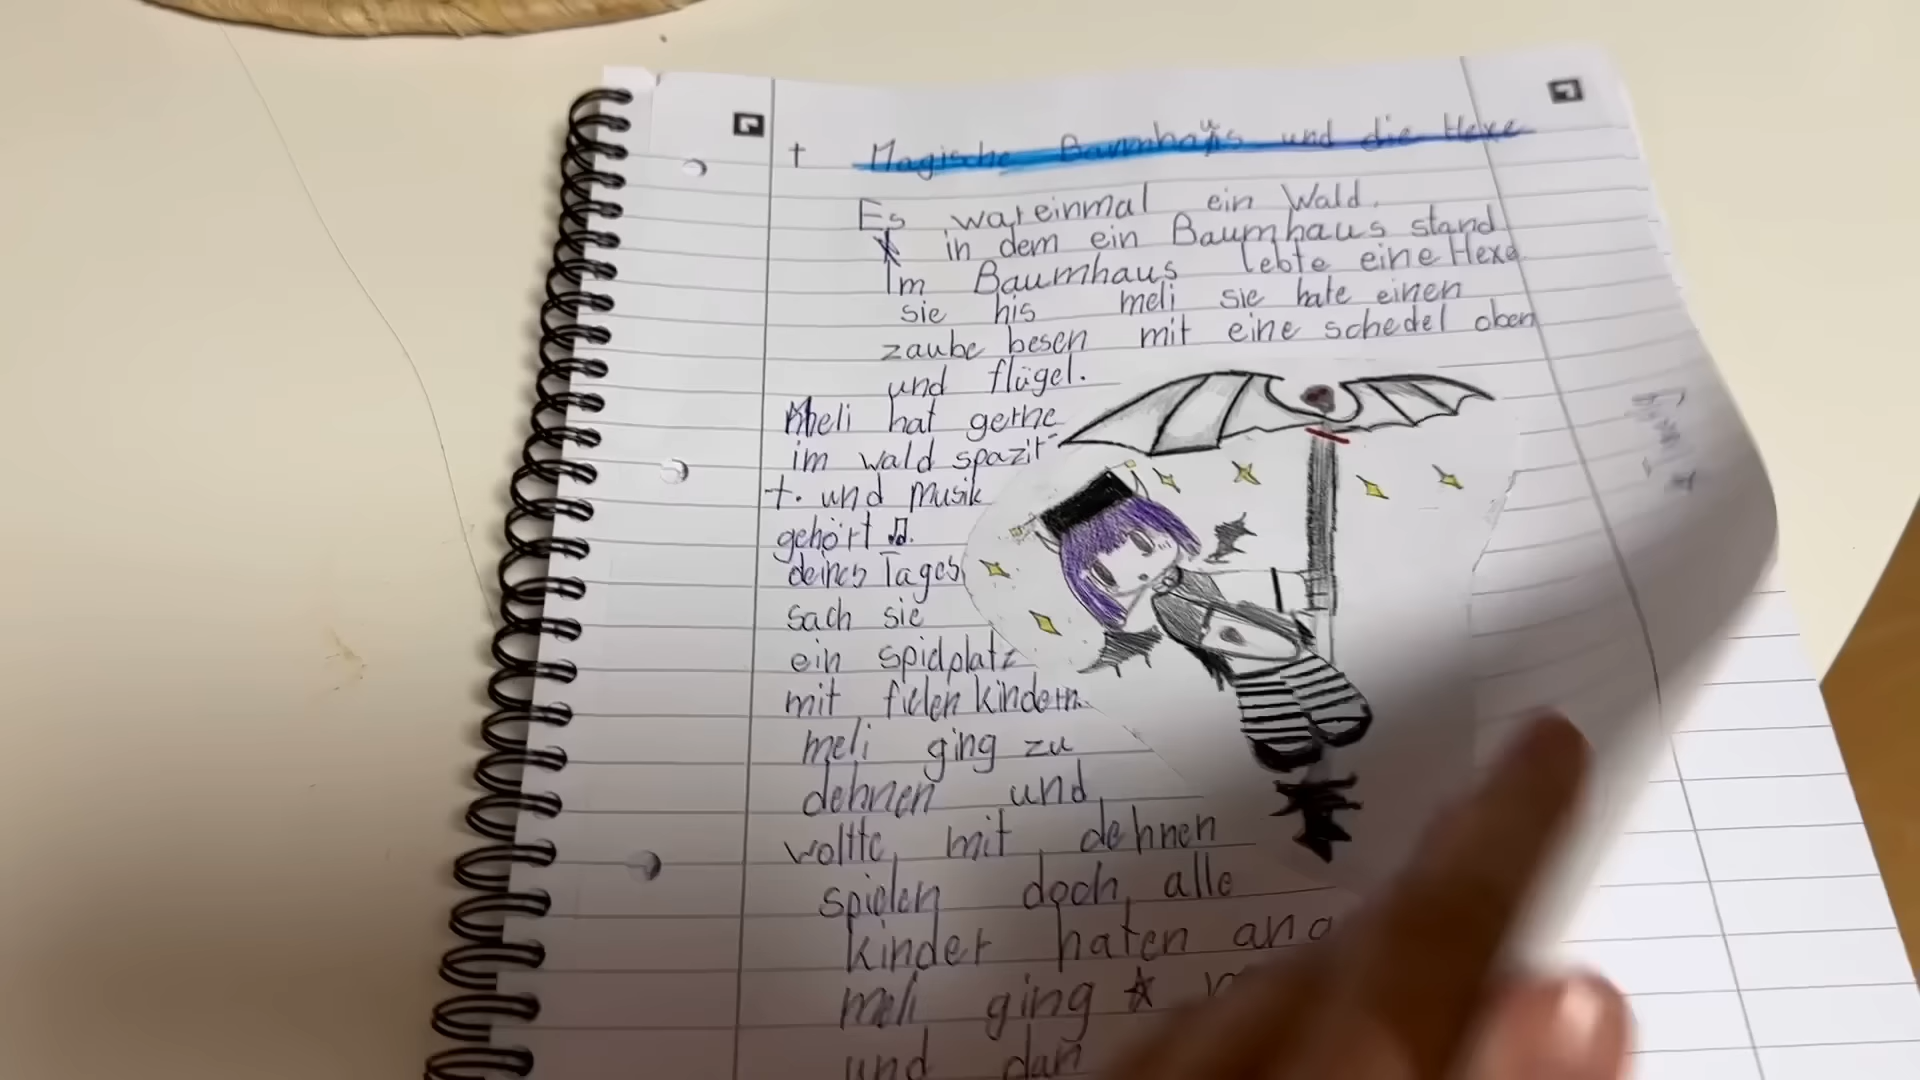 + Magische Baumhaus und die Hexe
Es war einmal ein Wald.
in dem ein Baumhaus stand
Im Baumhaus lebte eine Hexe
sie his meli sie hate einen
zaube besen mit eine schedel oben
und flügel.
Meli hat gerne
im wald spazir
t. und Musik
gehört ♫.
deines Tages
sach sie
ein spielplatz
mit fielen kindern.
meli ging zu
dehnen und
wollte mit dehnen
spielen doch alle
kinder haten ang
meli ging
und dan